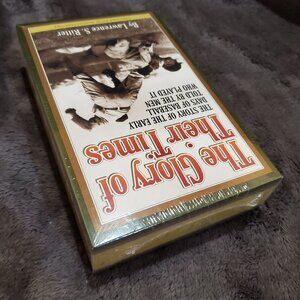 By Lawrence S. Ritter
The Glory of
Their Times
THE STORY OF THE EARLY
DAYS OF BASEBALL
TOLD BY THE MEN
WHO PLAYED IT